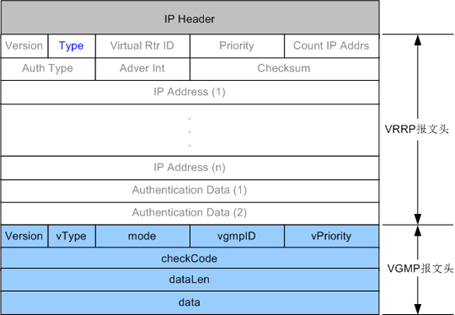 IP Header
Version Type Virtual Rtr ID Priority Count IP Addrs
Auth Type Adver Int Checksum
IP Address (1)
.
.
.
IP Address (n)
Authentication Data (1)
Authentication Data (2)
VRRP报文头
Version vType mode vgmpID vPriority
checkCode
dataLen
data
VGMP报文头